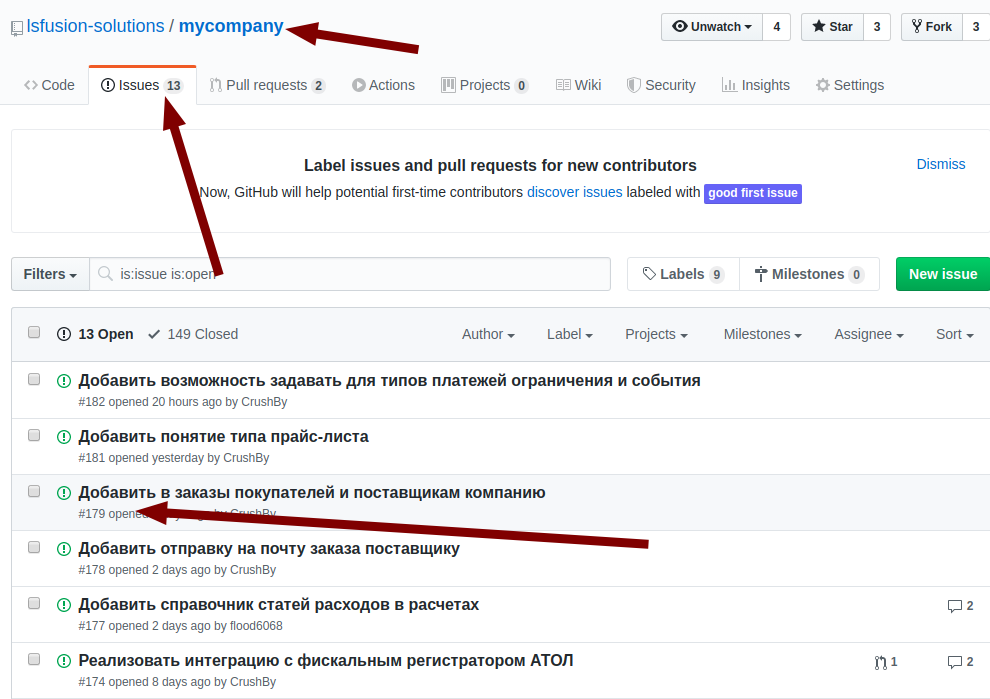 lsfusion-solutions / mycompany
Unwatch 4 Star 3 Fork 3
Code Issues 13 Pull requests 2 Actions Projects 0 Wiki Security Insights Settings
Label issues and pull requests for new contributors
Dismiss
Now, GitHub will help potential first-time contributors discover issues labeled with good first issue
Filters is:issue is:open Labels 9 Milestones 0 New issue
13 Open 149 Closed Author Label Projects Milestones Assignee Sort
Добавить возможность задавать для типов платежей ограничения и события
#182 opened 20 hours ago by CrushBy
Добавить понятие типа прайс-листа
#181 opened yesterday by CrushBy
Добавить в заказы покупателей и поставщикам компанию
#179 opened by CrushBy
Добавить отправку на почту заказа поставщику
#178 opened 2 days ago by CrushBy
Добавить справочник статей расходов в расчетах
2
#177 opened 2 days ago by flood6068
Реализовать интеграцию с фискальным регистратором АТОЛ
1 2
#174 opened 8 days ago by CrushBy